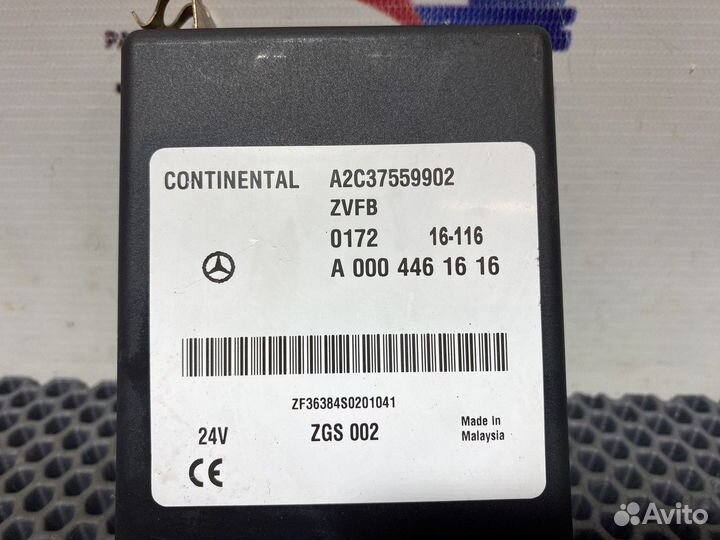 CONTINENTAL A2C37559902
ZVFB
0172 16-116
A 000 446 16 16
ZF36384S0201041
24V ZGS 002 Made in
Malaysia
CE
Avito